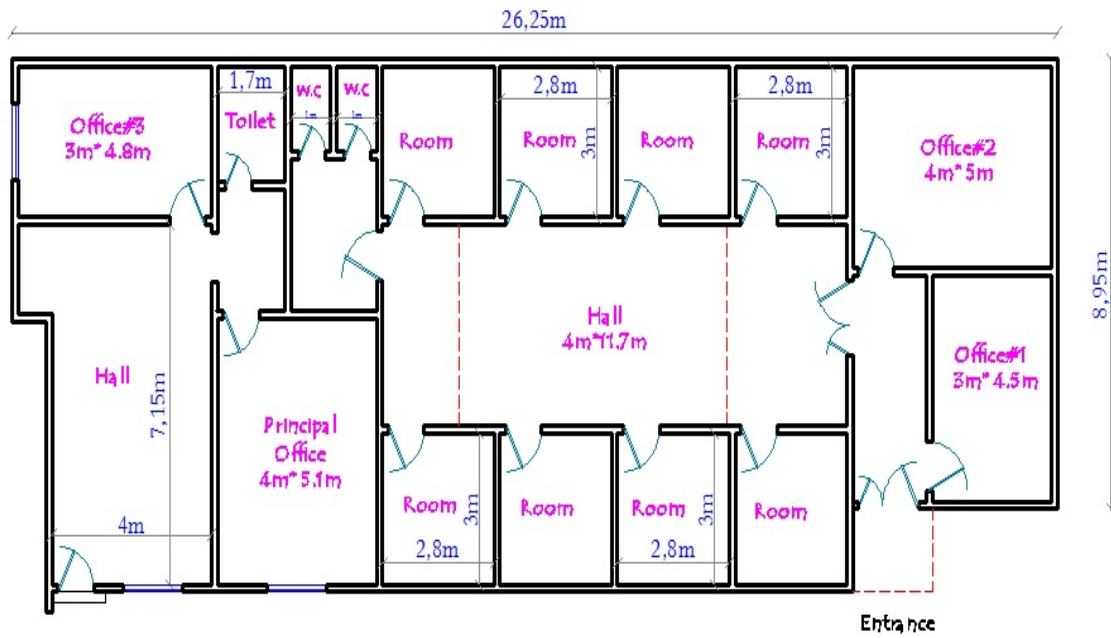 26,25m
1,7m
w.c
w.c
2,8m
2,8m
Toilet
Office#3
3m*4.8m
1m
1m
Room
Room
Room
Room
3m
3m
Office#2
4m*5m
8,95m
Hall
4m*11.7m
Office#1
3m*4.5m
Hall
7,15m
Principal
Office
4m*5.1m
Room
Room
Room
Room
3m
3m
4m
2,8m
2,8m
Entrance